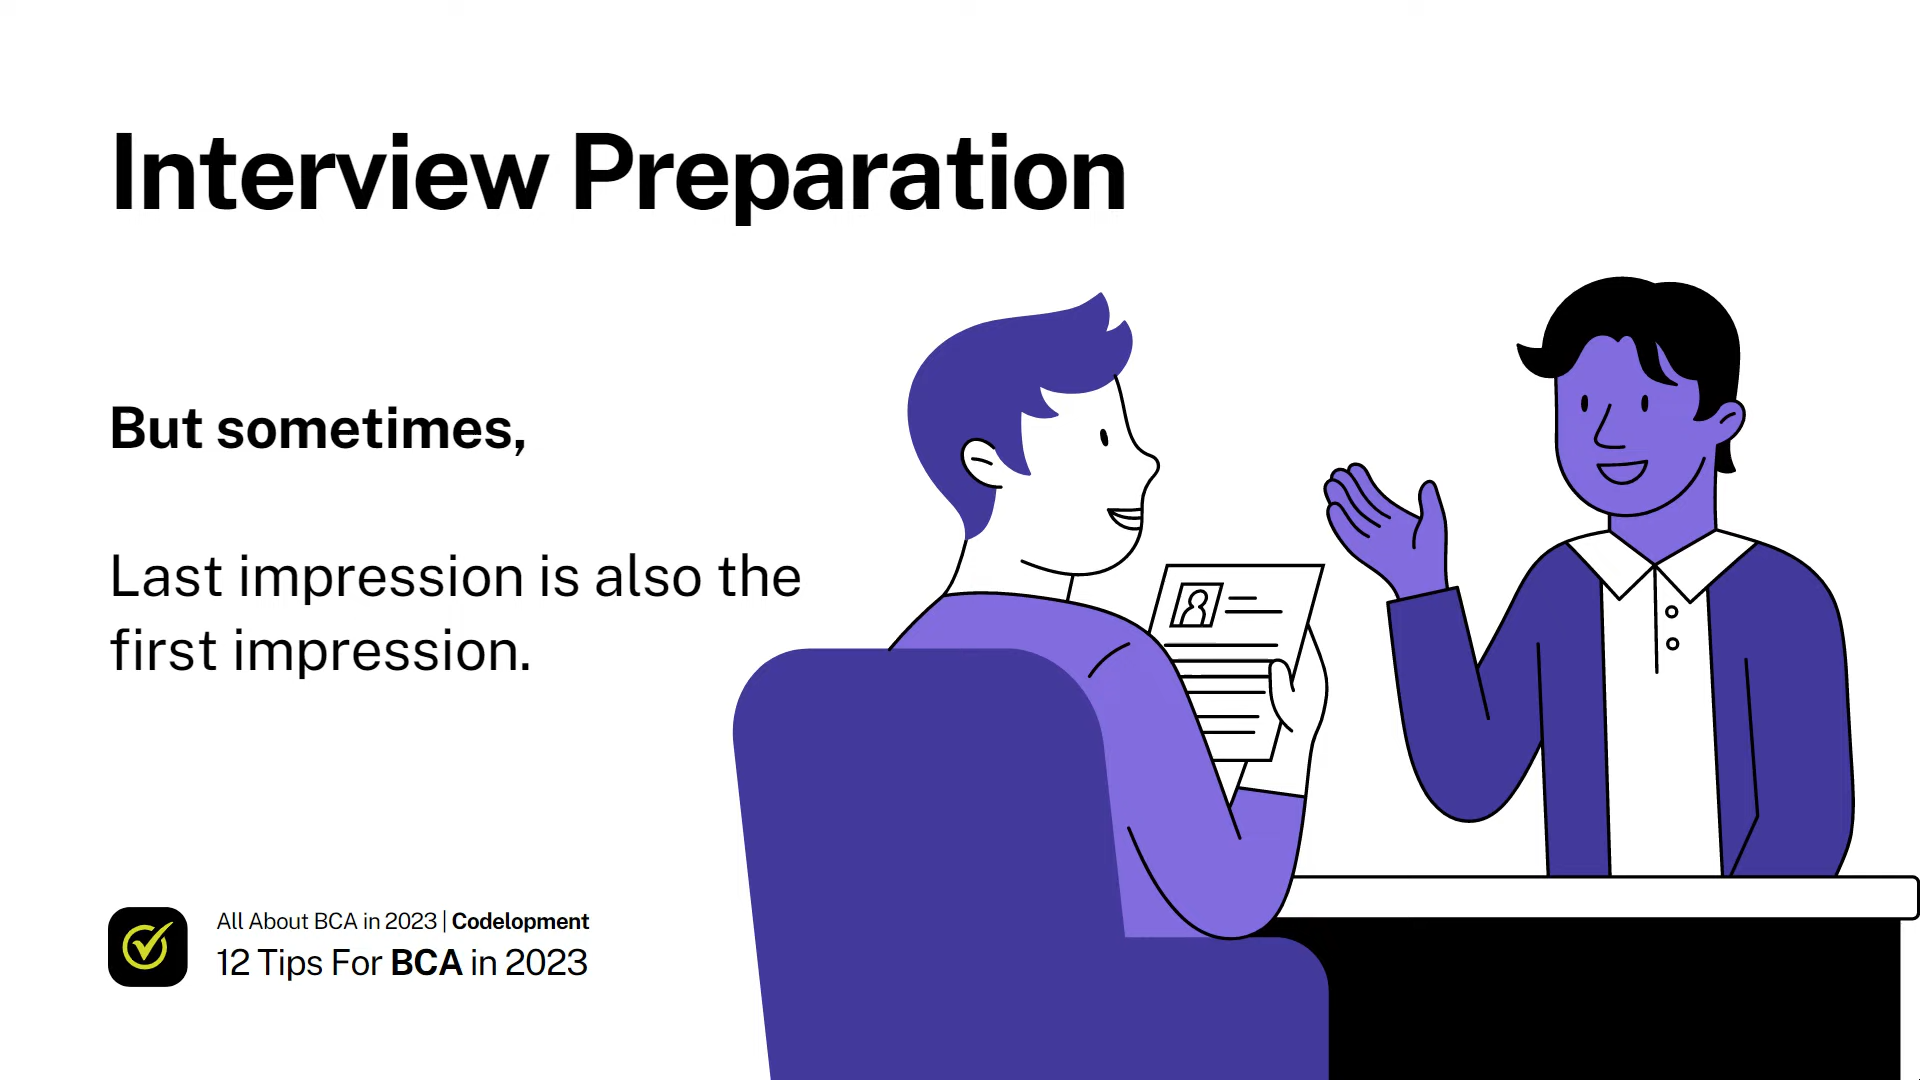 Interview Preparation
But sometimes,
Last impression is also the
first impression.
All About BCA in 2023 | Codelopment
12 Tips For BCA in 2023